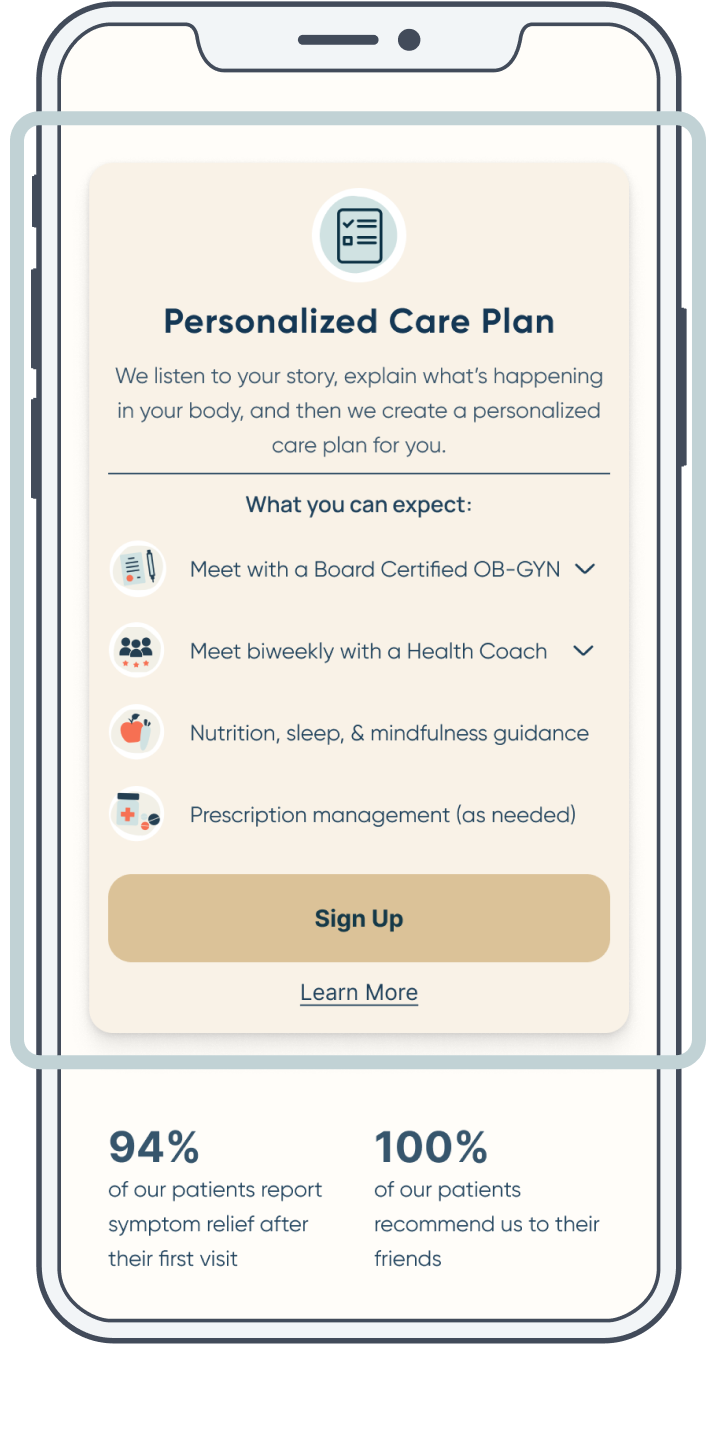 Personalized Care Plan
We listen to your story, explain what's happening
in your body, and then we create a personalized
care plan for you.
What you can expect:
Meet with a Board Certified OB-GYN
Meet biweekly with a Health Coach
Nutrition, sleep, & mindfulness guidance
Prescription management (as needed)
Sign Up
Learn More
94%
of our patients report
symptom relief after
their first visit
100%
of our patients
recommend us to their
friends